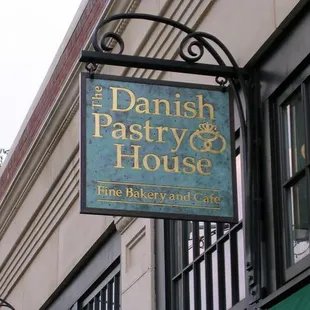 The
Danish
Pastry
House
Fine Bakery and Cafe